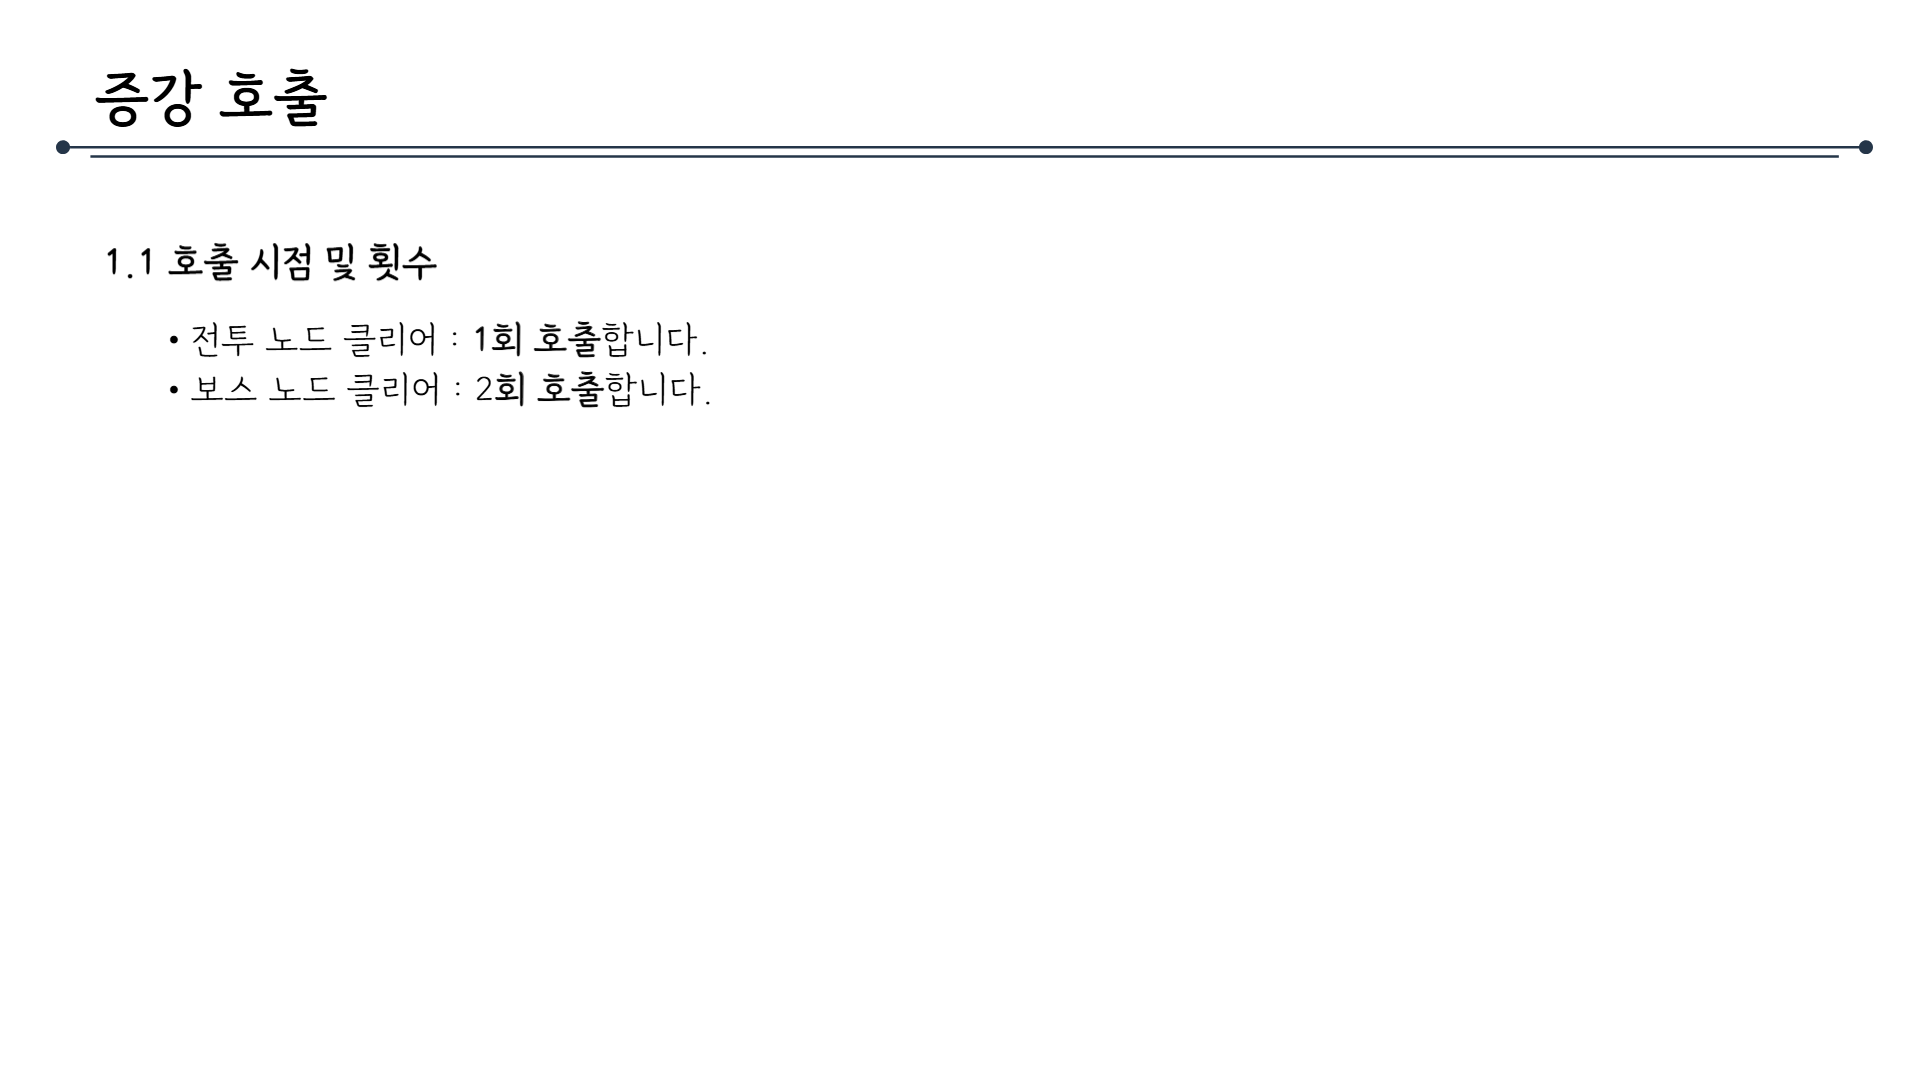 증강 호출
1.1 호출 시점 및 횟수
• 전투 노드 클리어 : 1회 호출합니다.
• 보스 노드 클리어 : 2회 호출합니다.